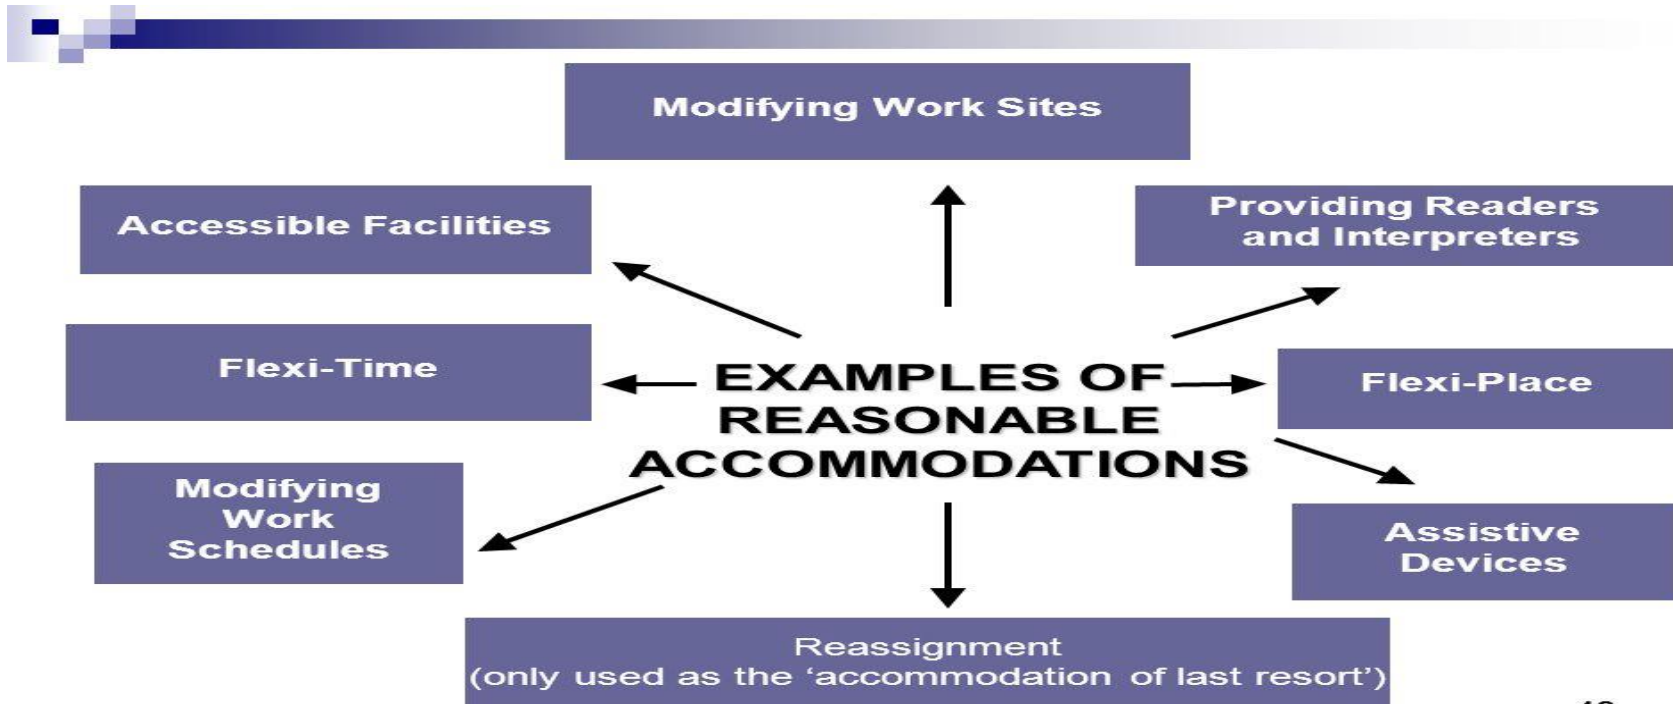 Modifying Work Sites
Accessible Facilities
Providing Readers
and Interpreters
Flexi-Time
EXAMPLES OF
REASONABLE
ACCOMMODATIONS
Flexi-Place
Modifying
Work
Schedules
Assistive
Devices
Reassignment
(only used as the ‘accommodation of last resort’)